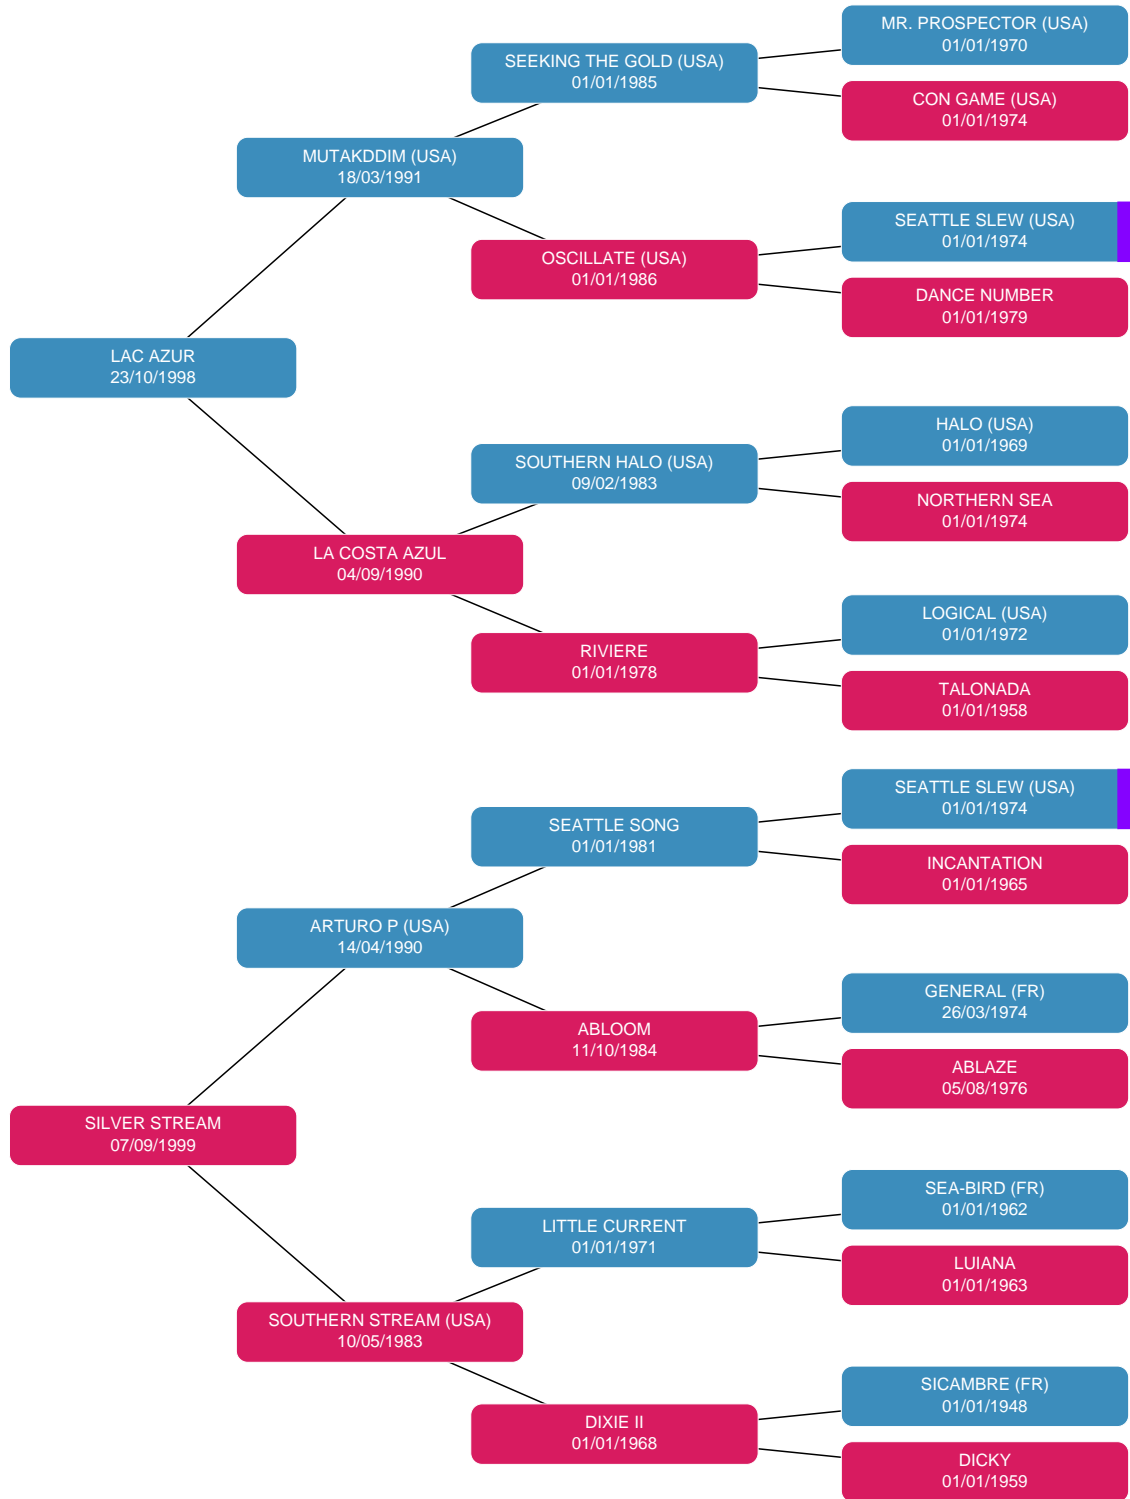 MR. PROSPECTOR (USA)
01/01/1970
SEEKING THE GOLD (USA)
01/01/1985
CON GAME (USA)
01/01/1974
MUTAKDDIM (USA)
18/03/1991
SEATTLE SLEW (USA)
01/01/1974
OSCILLATE (USA)
01/01/1986
DANCE NUMBER
01/01/1979
LAC AZUR
23/10/1998
HALO (USA)
01/01/1969
SOUTHERN HALO (USA)
09/02/1983
NORTHERN SEA
01/01/1974
LA COSTA AZUL
04/09/1990
LOGICAL (USA)
01/01/1972
RIVIERE
01/01/1978
TALONADA
01/01/1958
SEATTLE SLEW (USA)
01/01/1974
SEATTLE SONG
01/01/1981
INCANTATION
01/01/1965
ARTURO P (USA)
14/04/1990
GENERAL (FR)
26/03/1974
ABLOOM
11/10/1984
ABLAZE
05/08/1976
SILVER STREAM
07/09/1999
SEA-BIRD (FR)
01/01/1962
LITTLE CURRENT
01/01/1971
LUIANA
01/01/1963
SOUTHERN STREAM (USA)
10/05/1983
SICAMBRE (FR)
01/01/1948
DIXIE II
01/01/1968
DICKY
01/01/1959